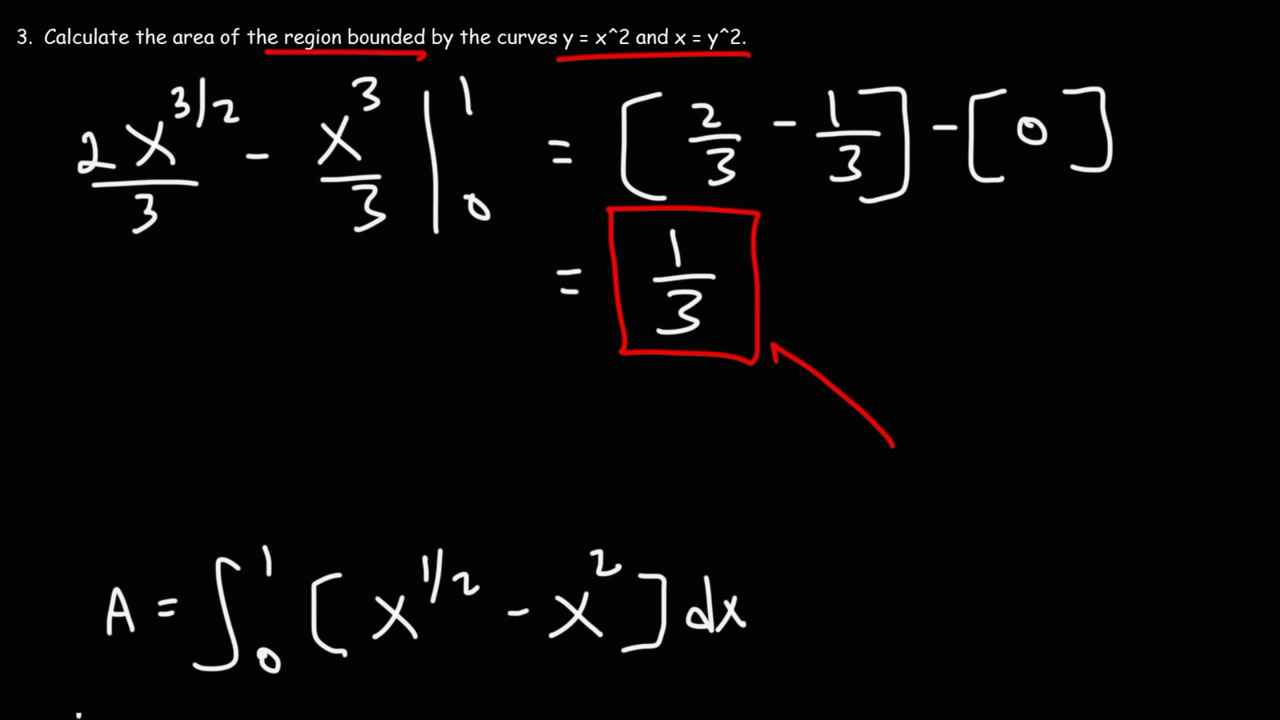 3. Calculate the area of the region bounded by the curves y = x^2 and x = y^2.
2x^{3/2}/3 - x^3/3 |_0^1 = [2/3 - 1/3] - [0]
= 1/3
A = ∫_0^1 [x^{1/2} - x^2] dx